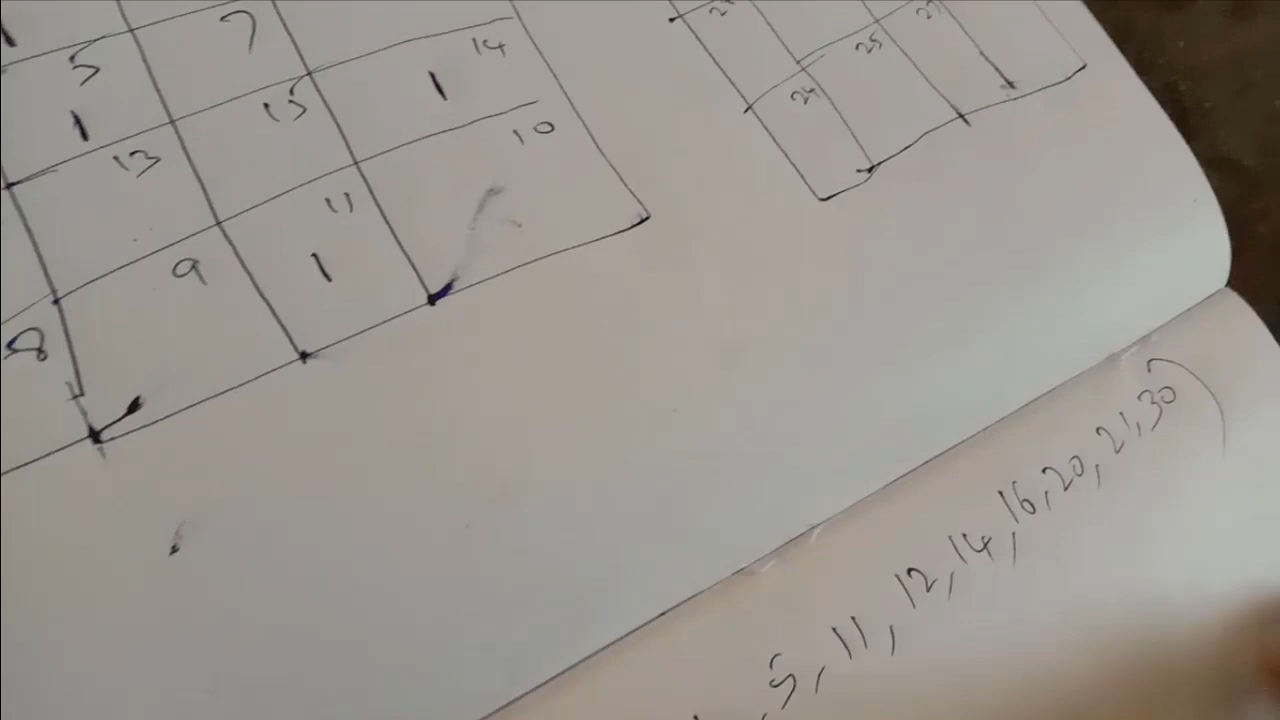 5 7
1 15 1 14
13 11 10
8 9 1
24 25 27
5, 11, 12, 14, 16, 20, 21, 30)